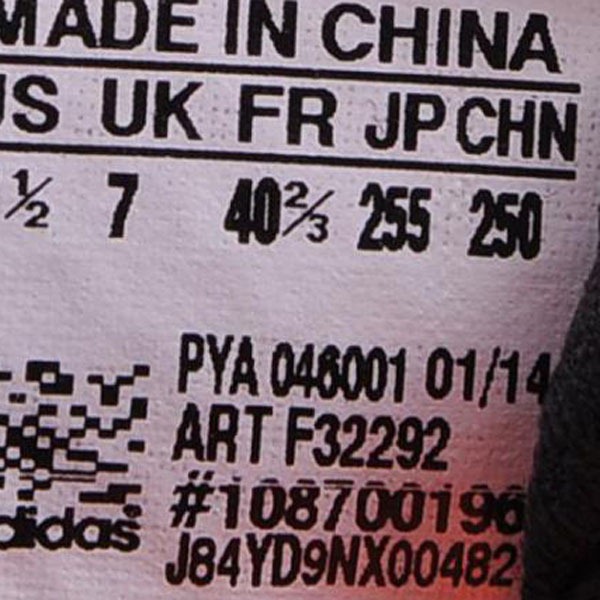 MADE IN CHINA
US UK FR JP CHN
½ 7 40⅔ 255 250
PYA 046001 01/14
ART F32292
#108700196
adidas®
J84YD9NX00482